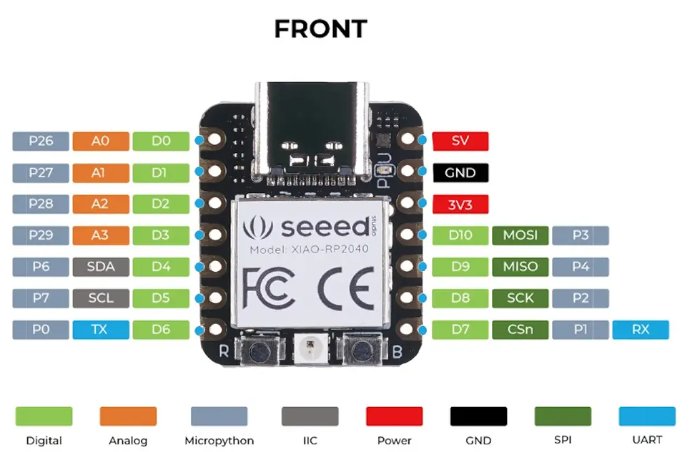 FRONT
P26 A0 D0 5V
P27 A1 D1 GND
P28 A2 D2 3V3
P29 A3 D3 D10 MOSI P3
P6 SDA D4 D9 MISO P4
P7 SCL D5 D8 SCK P2
P0 TX D6 D7 CSn P1 RX
seeed studio
Model: XIAO-RP2040
FC CE
R B
Digital Analog Micropython IIC Power GND SPI UART